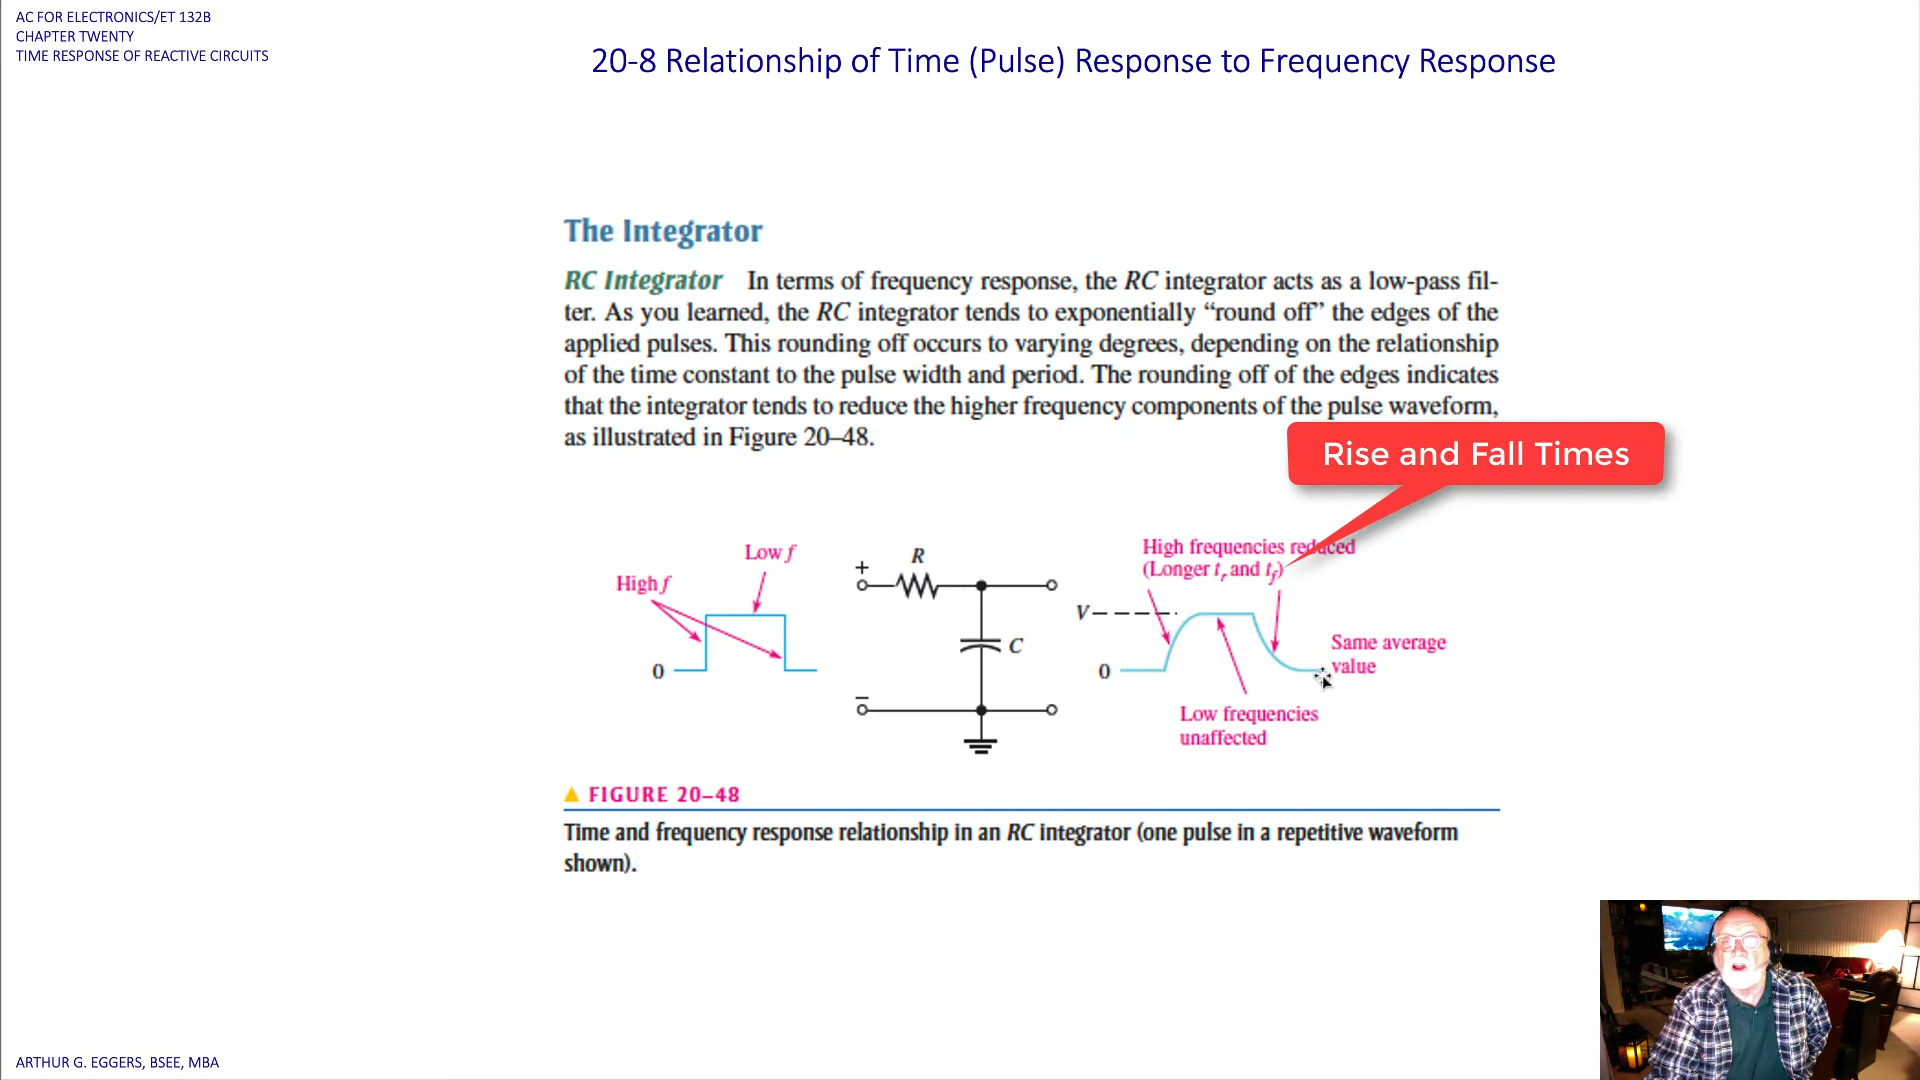 AC FOR ELECTRONICS/ET 132B
CHAPTER TWENTY
TIME RESPONSE OF REACTIVE CIRCUITS
20-8 Relationship of Time (Pulse) Response to Frequency Response
The Integrator
RC Integrator In terms of frequency response, the RC integrator acts as a low-pass fil-
ter. As you learned, the RC integrator tends to exponentially “round off” the edges of the
applied pulses. This rounding off occurs to varying degrees, depending on the relationship
of the time constant to the pulse width and period. The rounding off of the edges indicates
that the integrator tends to reduce the higher frequency components of the pulse waveform,
as illustrated in Figure 20–48.
Rise and Fall Times
High f
Low f
0
+
R
C
–
High frequencies reduced
(Longer tr and tf)
V
0
Same average
value
Low frequencies
unaffected
▲ FIGURE 20–48
Time and frequency response relationship in an RC integrator (one pulse in a repetitive waveform
shown).
ARTHUR G. EGGERS, BSEE, MBA